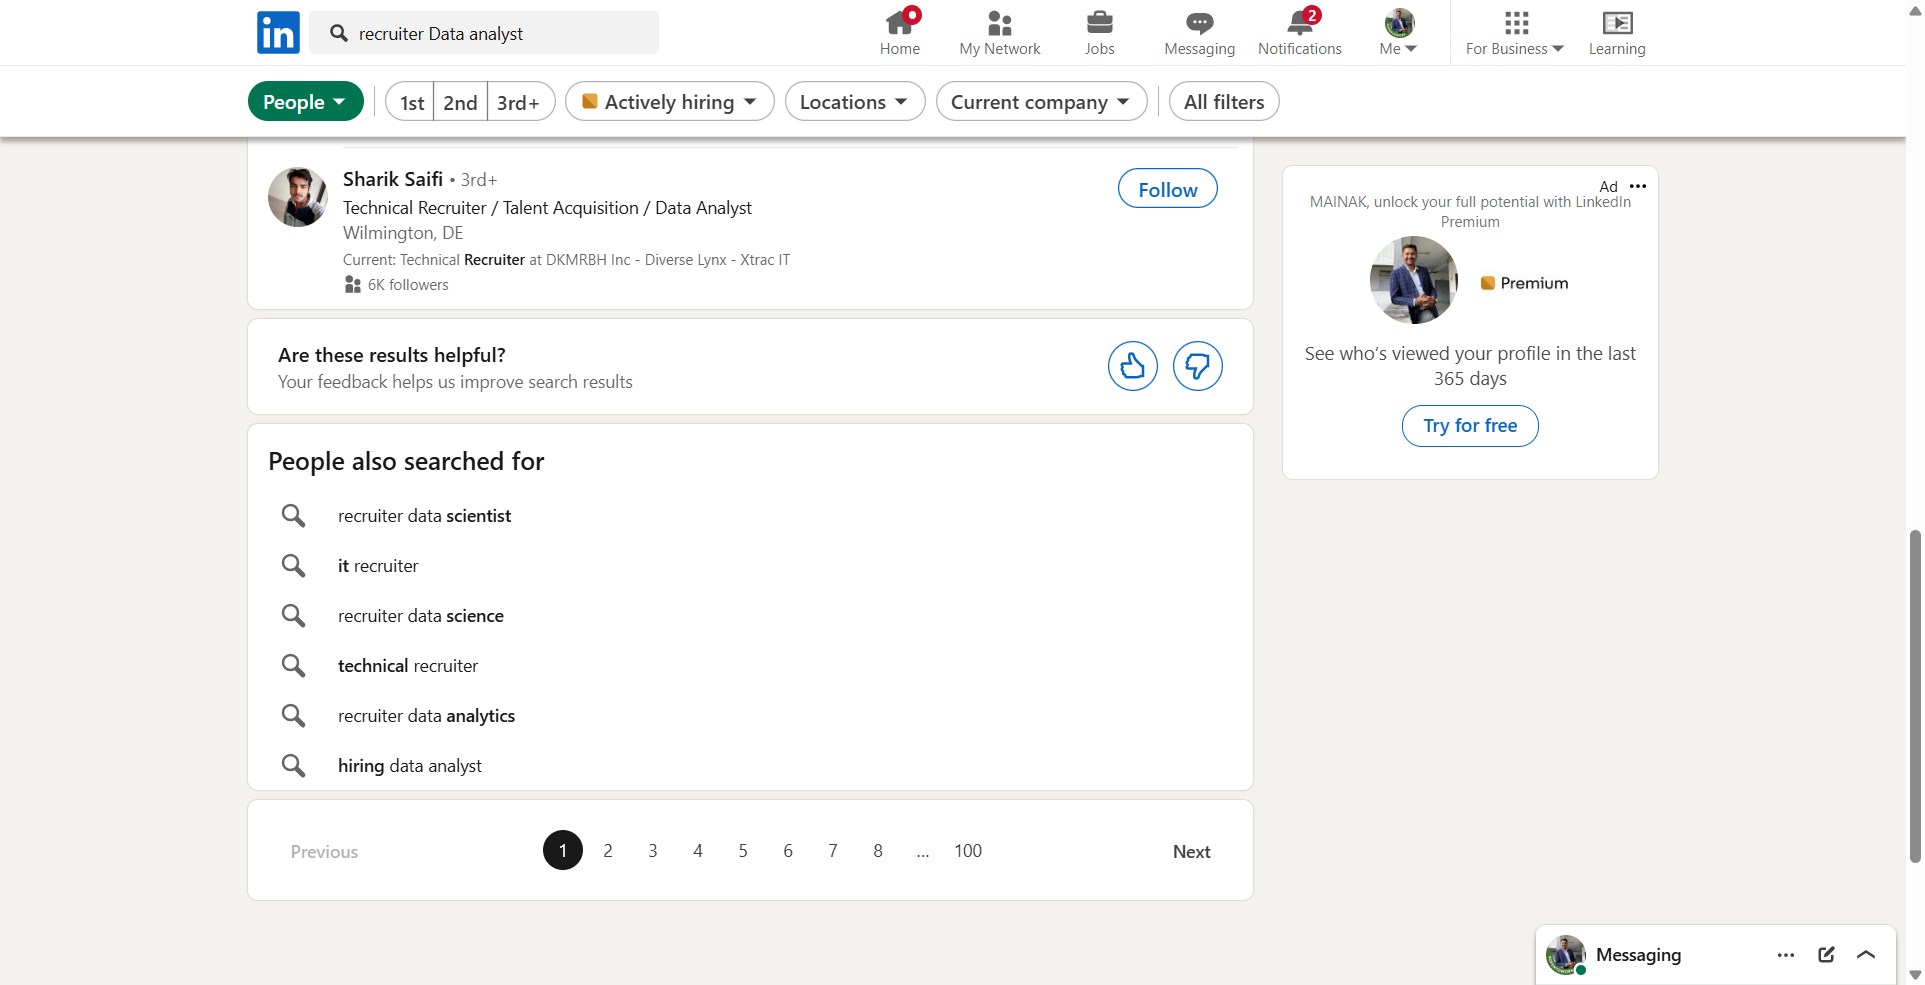 in
recruiter Data analyst
Home
My Network
Jobs
Messaging
2
Notifications
Me
For Business
Learning
People
1st
2nd
3rd+
Actively hiring
Locations
Current company
All filters
Sharik Saifi • 3rd+
Technical Recruiter / Talent Acquisition / Data Analyst
Wilmington, DE
Current: Technical Recruiter at DKMRBH Inc - Diverse Lynx - Xtrac IT
6K followers
Follow
Are these results helpful?
Your feedback helps us improve search results
People also searched for
recruiter data scientist
it recruiter
recruiter data science
technical recruiter
recruiter data analytics
hiring data analyst
Previous
1 2 3 4 5 6 7 8 ... 100
Next
Ad
MAINAK, unlock your full potential with LinkedIn
Premium
Premium
See who's viewed your profile in the last
365 days
Try for free
Messaging